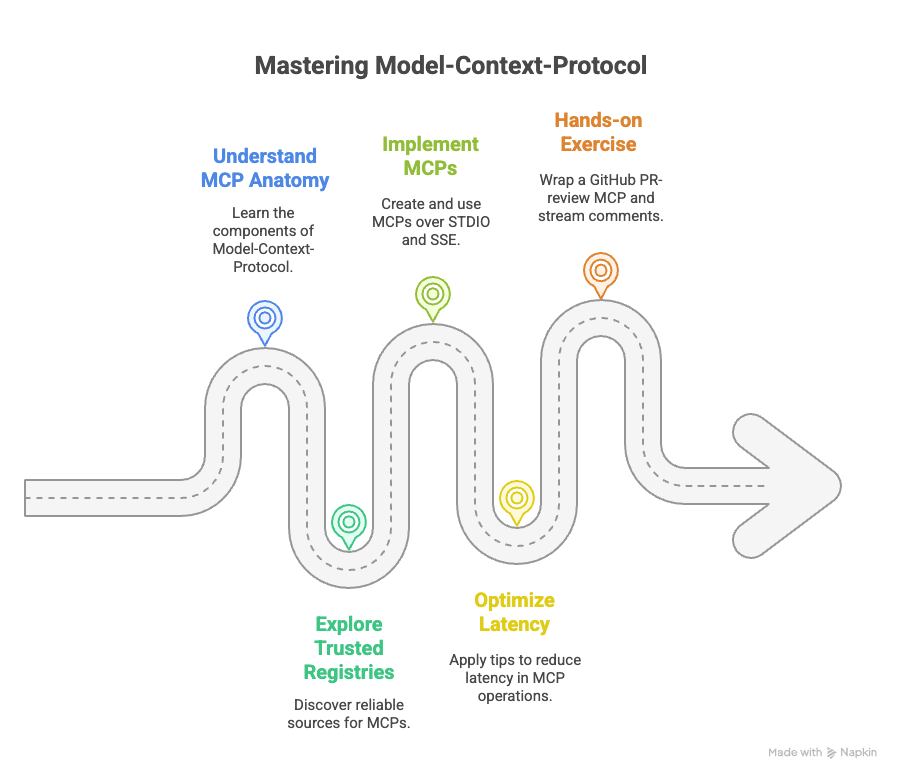 Mastering Model-Context-Protocol
Understand
MCP Anatomy
Learn the
components of
Model-Context-
Protocol.
Explore
Trusted
Registries
Discover reliable
sources for MCPs.
Implement
MCPs
Create and use
MCPs over STDIO
and SSE.
Optimize
Latency
Apply tips to reduce
latency in MCP
operations.
Hands-on
Exercise
Wrap a GitHub PR-
review MCP and
stream comments.
Made with Napkin